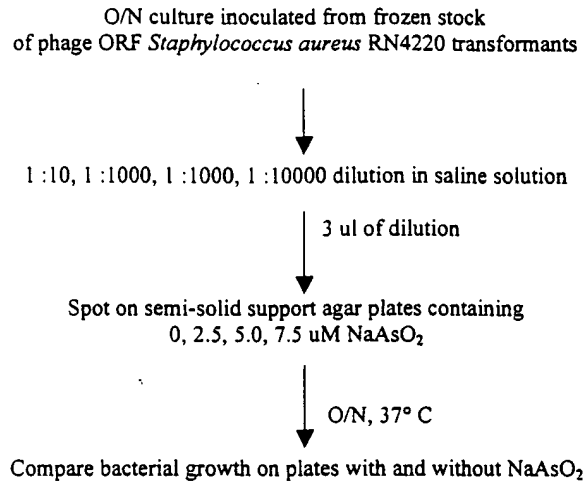 O/N culture inoculated from frozen stock
of phage ORF Staphylococcus aureus RN4220 transformants
1 :10, 1 :1000, 1 :1000, 1 :10000 dilution in saline solution
3 ul of dilution
Spot on semi-solid support agar plates containing
0, 2.5, 5.0, 7.5 uM NaAsO₂
O/N, 37° C
Compare bacterial growth on plates with and without NaAsO₂